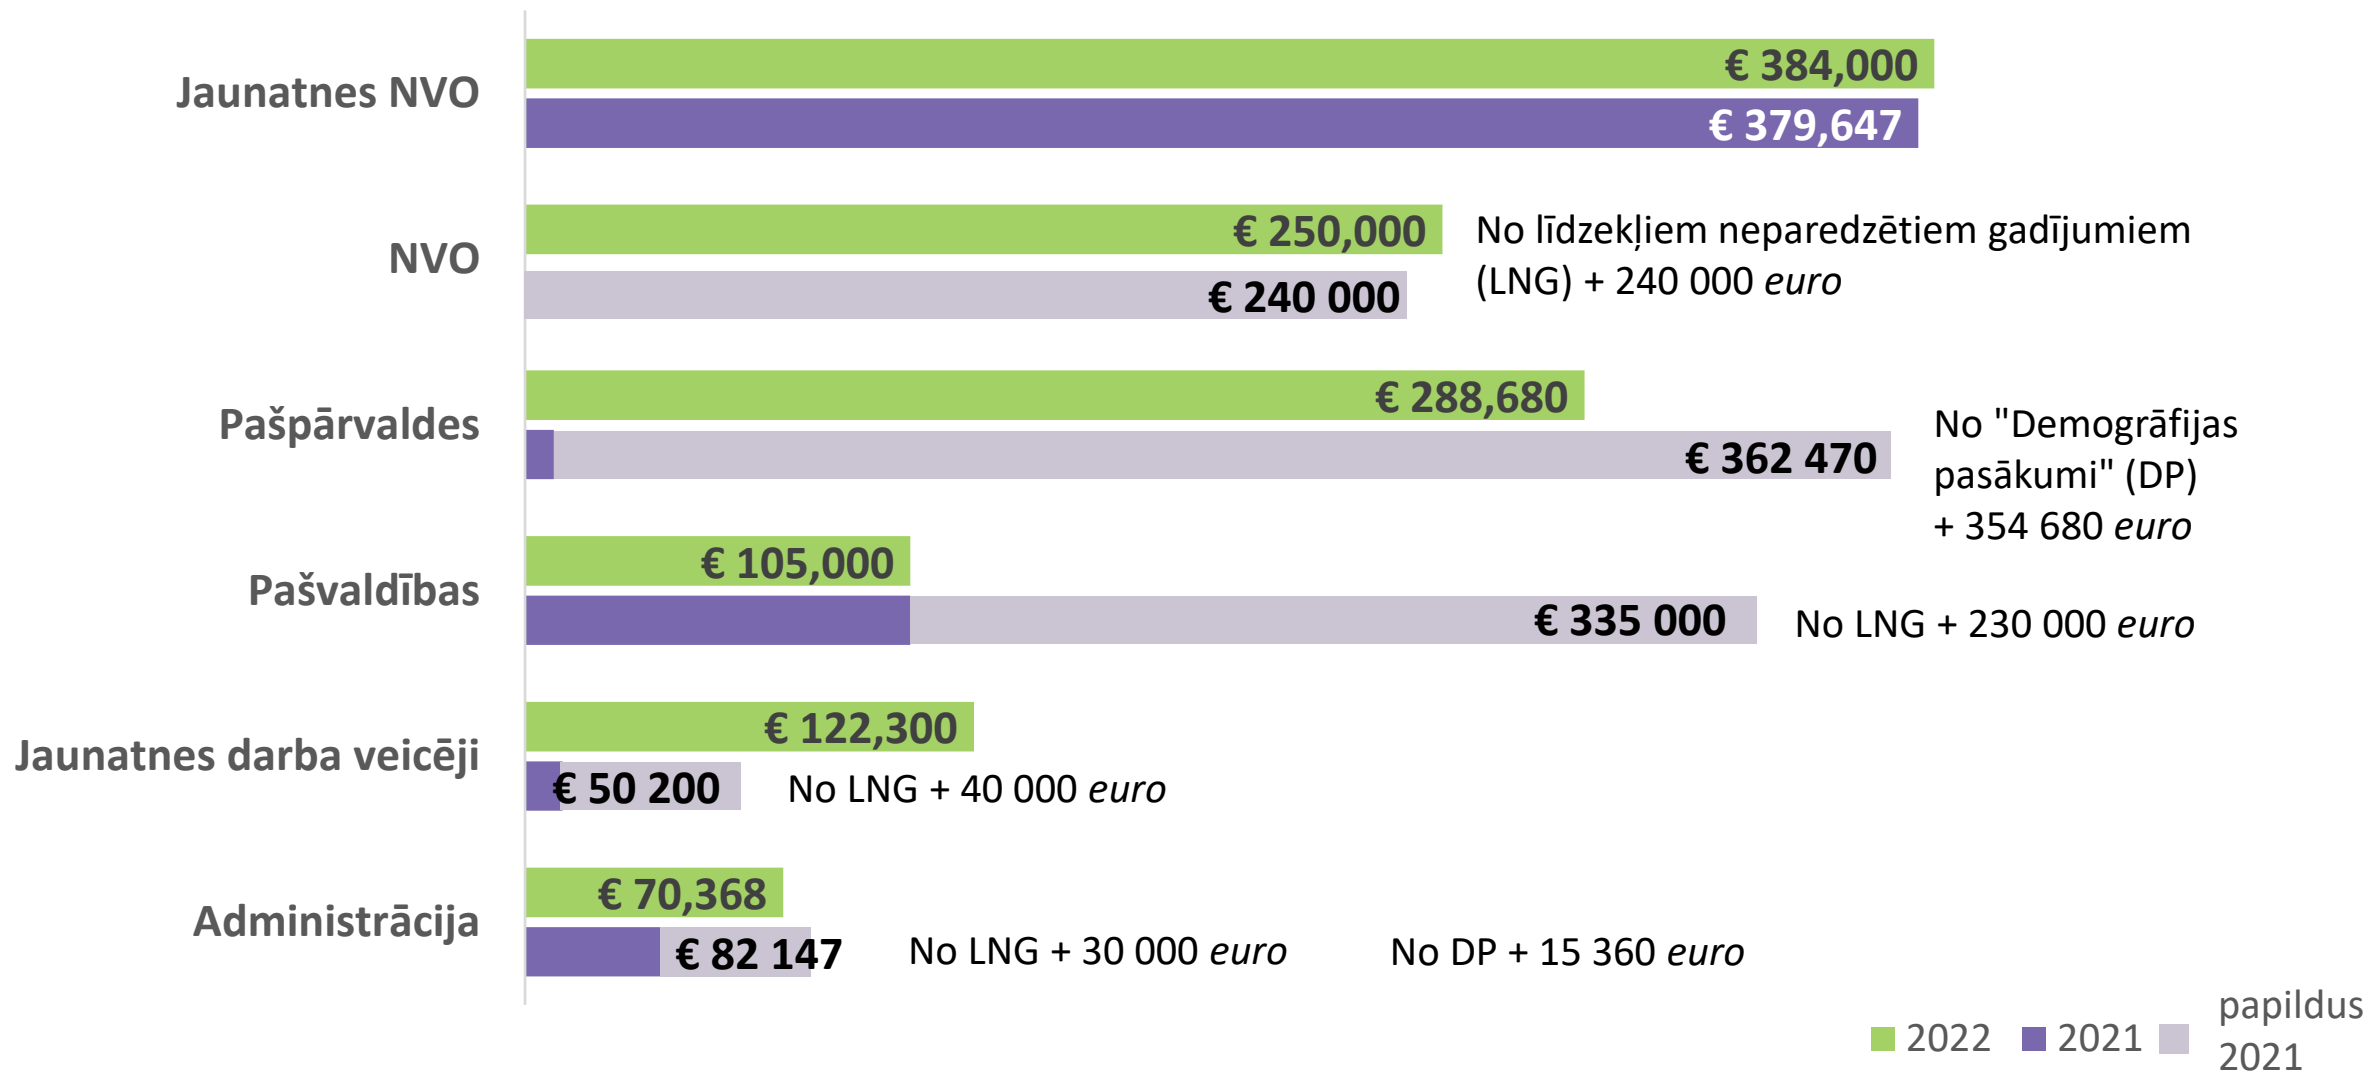 Jaunatnes NVO
€ 384,000
€ 379,647
NVO
€ 250,000
€ 240 000
No līdzekļiem neparedzētiem gadījumiem
(LNG) + 240 000 euro
Pašpārvaldes
€ 288,680
€ 362 470
No "Demogrāfijas
pasākumi" (DP)
+ 354 680 euro
Pašvaldības
€ 105,000
€ 335 000
No LNG + 230 000 euro
Jaunatnes darba veicēji
€ 122,300
€ 50 200
No LNG + 40 000 euro
Administrācija
€ 70,368
€ 82 147
No LNG + 30 000 euro
No DP + 15 360 euro
2022
2021
papildus
2021